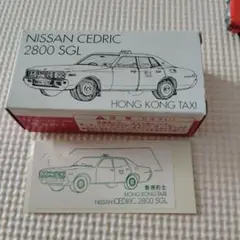 NISSAN CEDRIC
2800 SGL
HONG KONG TAXI
香港的士
HONG KONG TAXI
NISSAN CEDRIC 2800 SGL